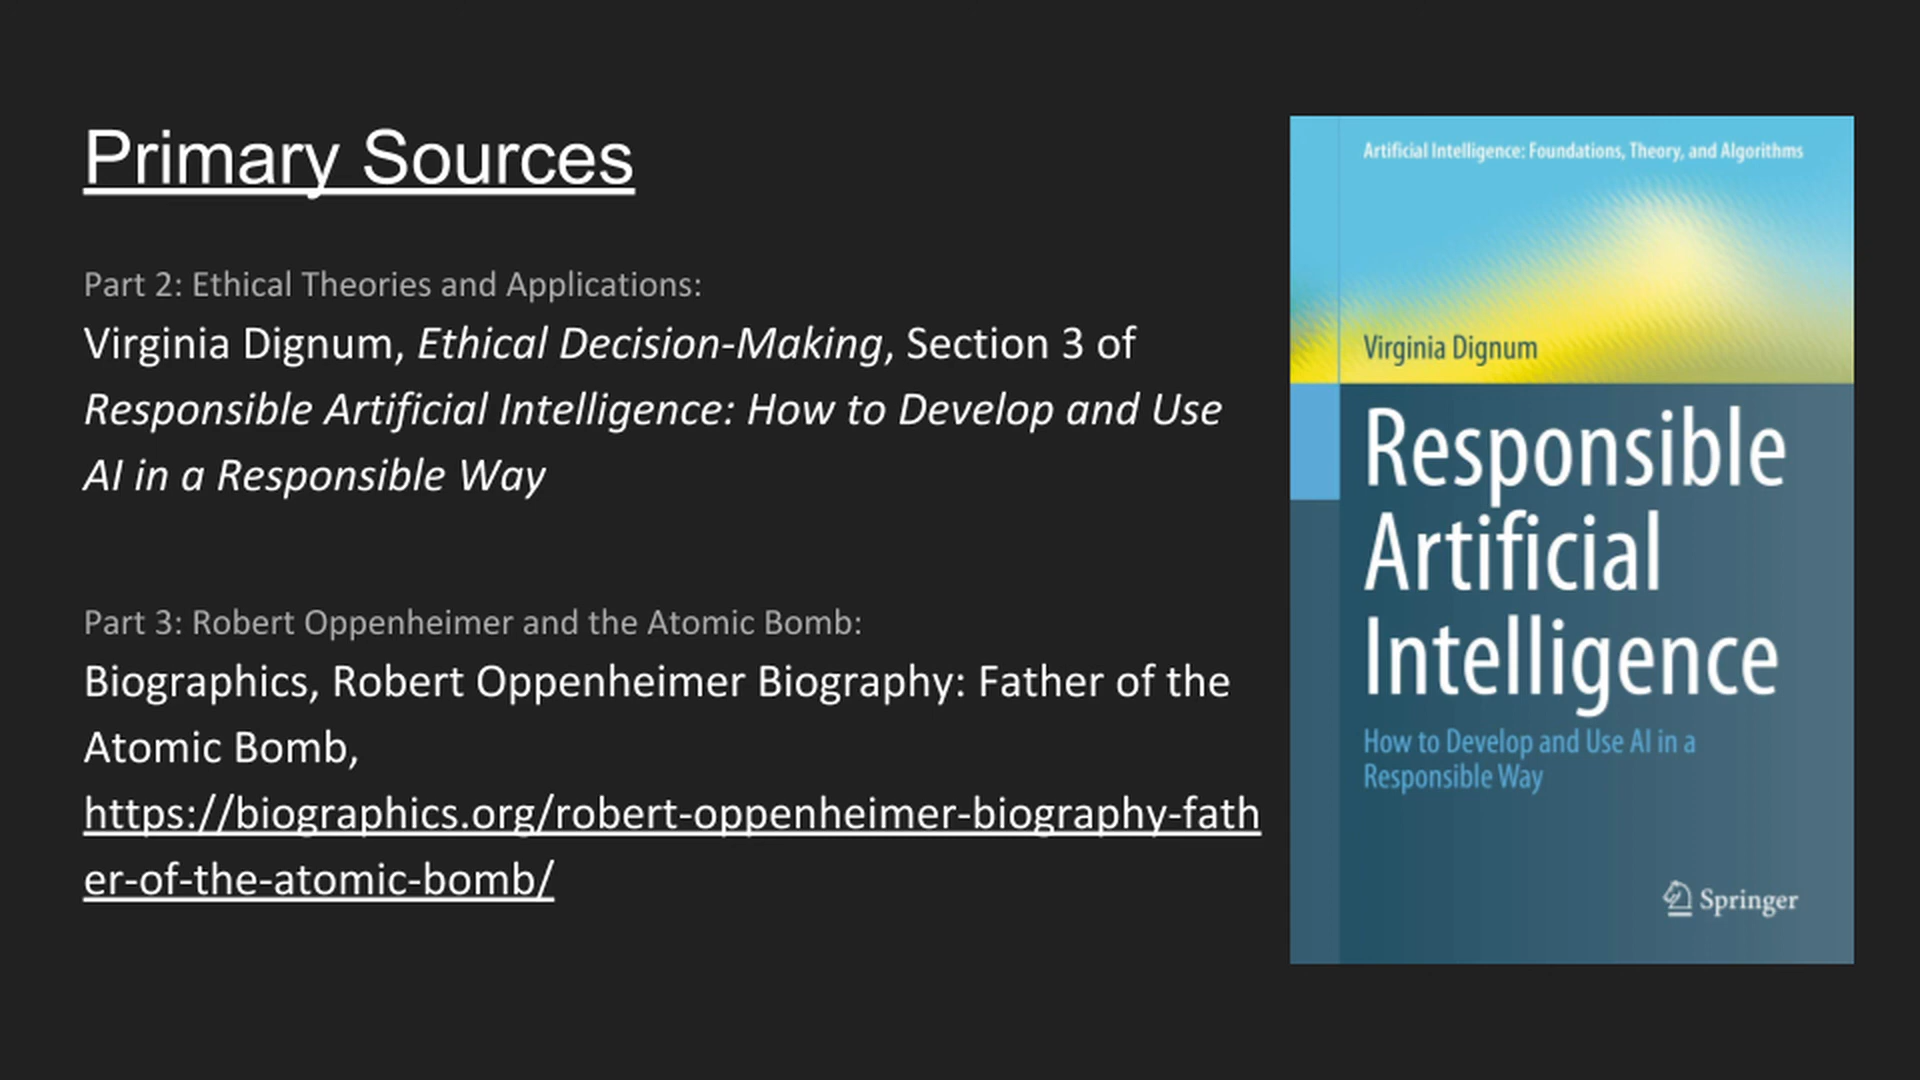 Primary Sources
Part 2: Ethical Theories and Applications:
Virginia Dignum, Ethical Decision-Making, Section 3 of
Responsible Artificial Intelligence: How to Develop and Use
AI in a Responsible Way
Part 3: Robert Oppenheimer and the Atomic Bomb:
Biographics, Robert Oppenheimer Biography: Father of the
Atomic Bomb,
https://biographics.org/robert-oppenheimer-biography-fath
er-of-the-atomic-bomb/
Artificial Intelligence: Foundations, Theory, and Algorithms
Virginia Dignum
Responsible
Artificial
Intelligence
How to Develop and Use AI in a
Responsible Way
Springer